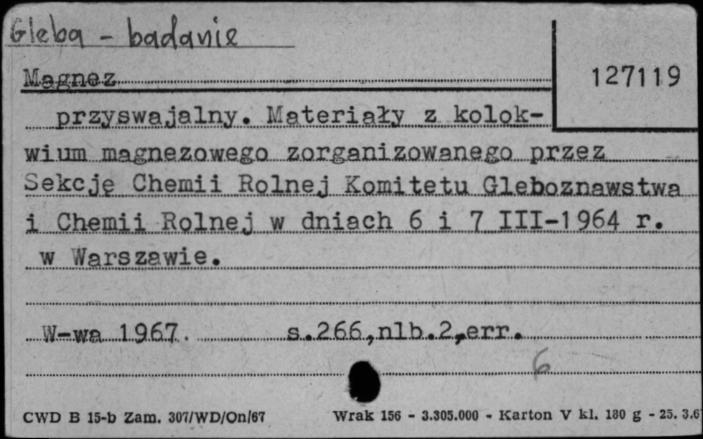 Gleba - badanie
Magnez
127119
przyswajalny. Materiały z kolok-
wium magnezowego zorganizowanego przez
Sekcję Chemii Rolnej Komitetu Gleboznawstwa
i Chemii Rolnej w dniach 6 i 7 III-1964 r.
w Warszawie.
W-wa 1967. s.266,nlb.2,err.
6
CWD B 15-b Zam. 307/WD/On/67 Wrak 156 - 3.305.000 - Karton V kl. 180 g - 25. 3.6